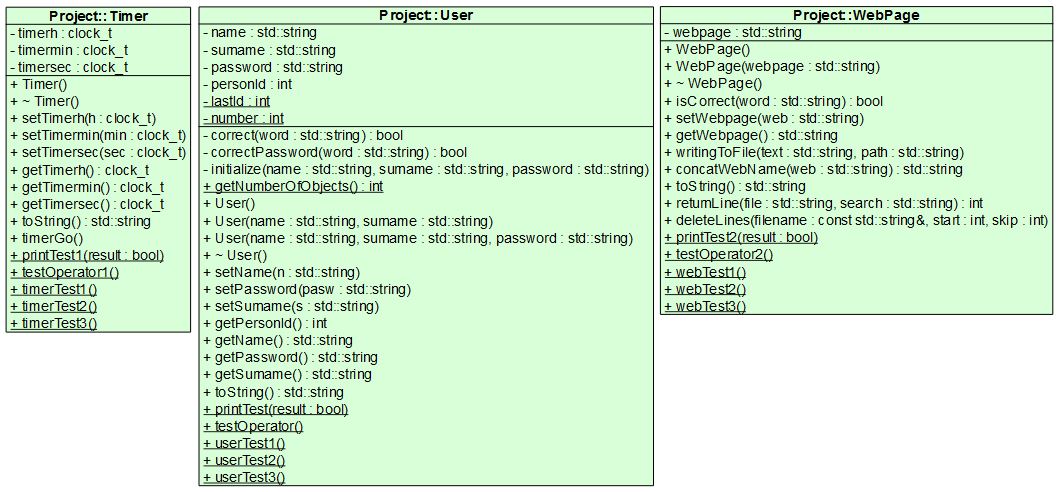 Project:: Timer
- timerh : clock_t
- timermin : clock_t
- timersec : clock_t
+ Timer()
+ ~ Timer()
+ setTimerh(h : clock_t)
+ setTimermin(min : clock_t)
+ setTimersec(sec : clock_t)
+ getTimerh() : clock_t
+ getTimermin() : clock_t
+ getTimersec() : clock_t
+ toString() : std::string
+ timerGo()
+ printTest1(result : bool)
+ testOperator1()
+ timerTest1()
+ timerTest2()
+ timerTest3()
Project::User
- name : std::string
- surname : std::string
- password : std::string
- personId : int
- lastId : int
- number : int
- correct(word : std::string) : bool
- correctPassword(word : std::string) : bool
- initialize(name : std::string, surname : std::string, password : std::string)
+ getNumberOfObjects() : int
+ User()
+ User(name : std::string, surname : std::string)
+ User(name : std::string, surname : std::string, password : std::string)
+ ~ User()
+ setName(n : std::string)
+ setPassword(pasw : std::string)
+ setSurname(s : std::string)
+ getPersonId() : int
+ getName() : std::string
+ getPassword() : std::string
+ getSurname() : std::string
+ toString() : std::string
+ printTest(result : bool)
+ testOperator()
+ userTest1()
+ userTest2()
+ userTest3()
Project::WebPage
- webpage : std::string
+ WebPage()
+ WebPage(webpage : std::string)
+ ~ WebPage()
+ isCorrect(word : std::string) : bool
+ setWebpage(web : std::string)
+ getWebpage() : std::string
+ writingToFile(text : std::string, path : std::string)
+ concatWebName(web : std::string) : std::string
+ toString() : std::string
+ returnLine(file : std::string, search : std::string) : int
+ deleteLines(filename : const std::string&, start : int, skip : int)
+ printTest2(result : bool)
+ testOperator2()
+ webTest1()
+ webTest2()
+ webTest3()